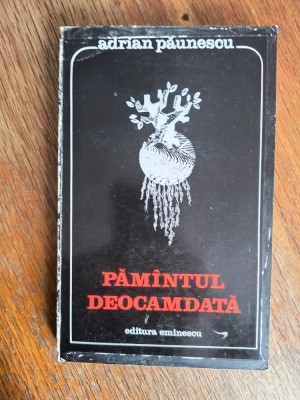 adrian păunescu
PĂMÎNTUL
DEOCAMDATĂ
editura eminescu